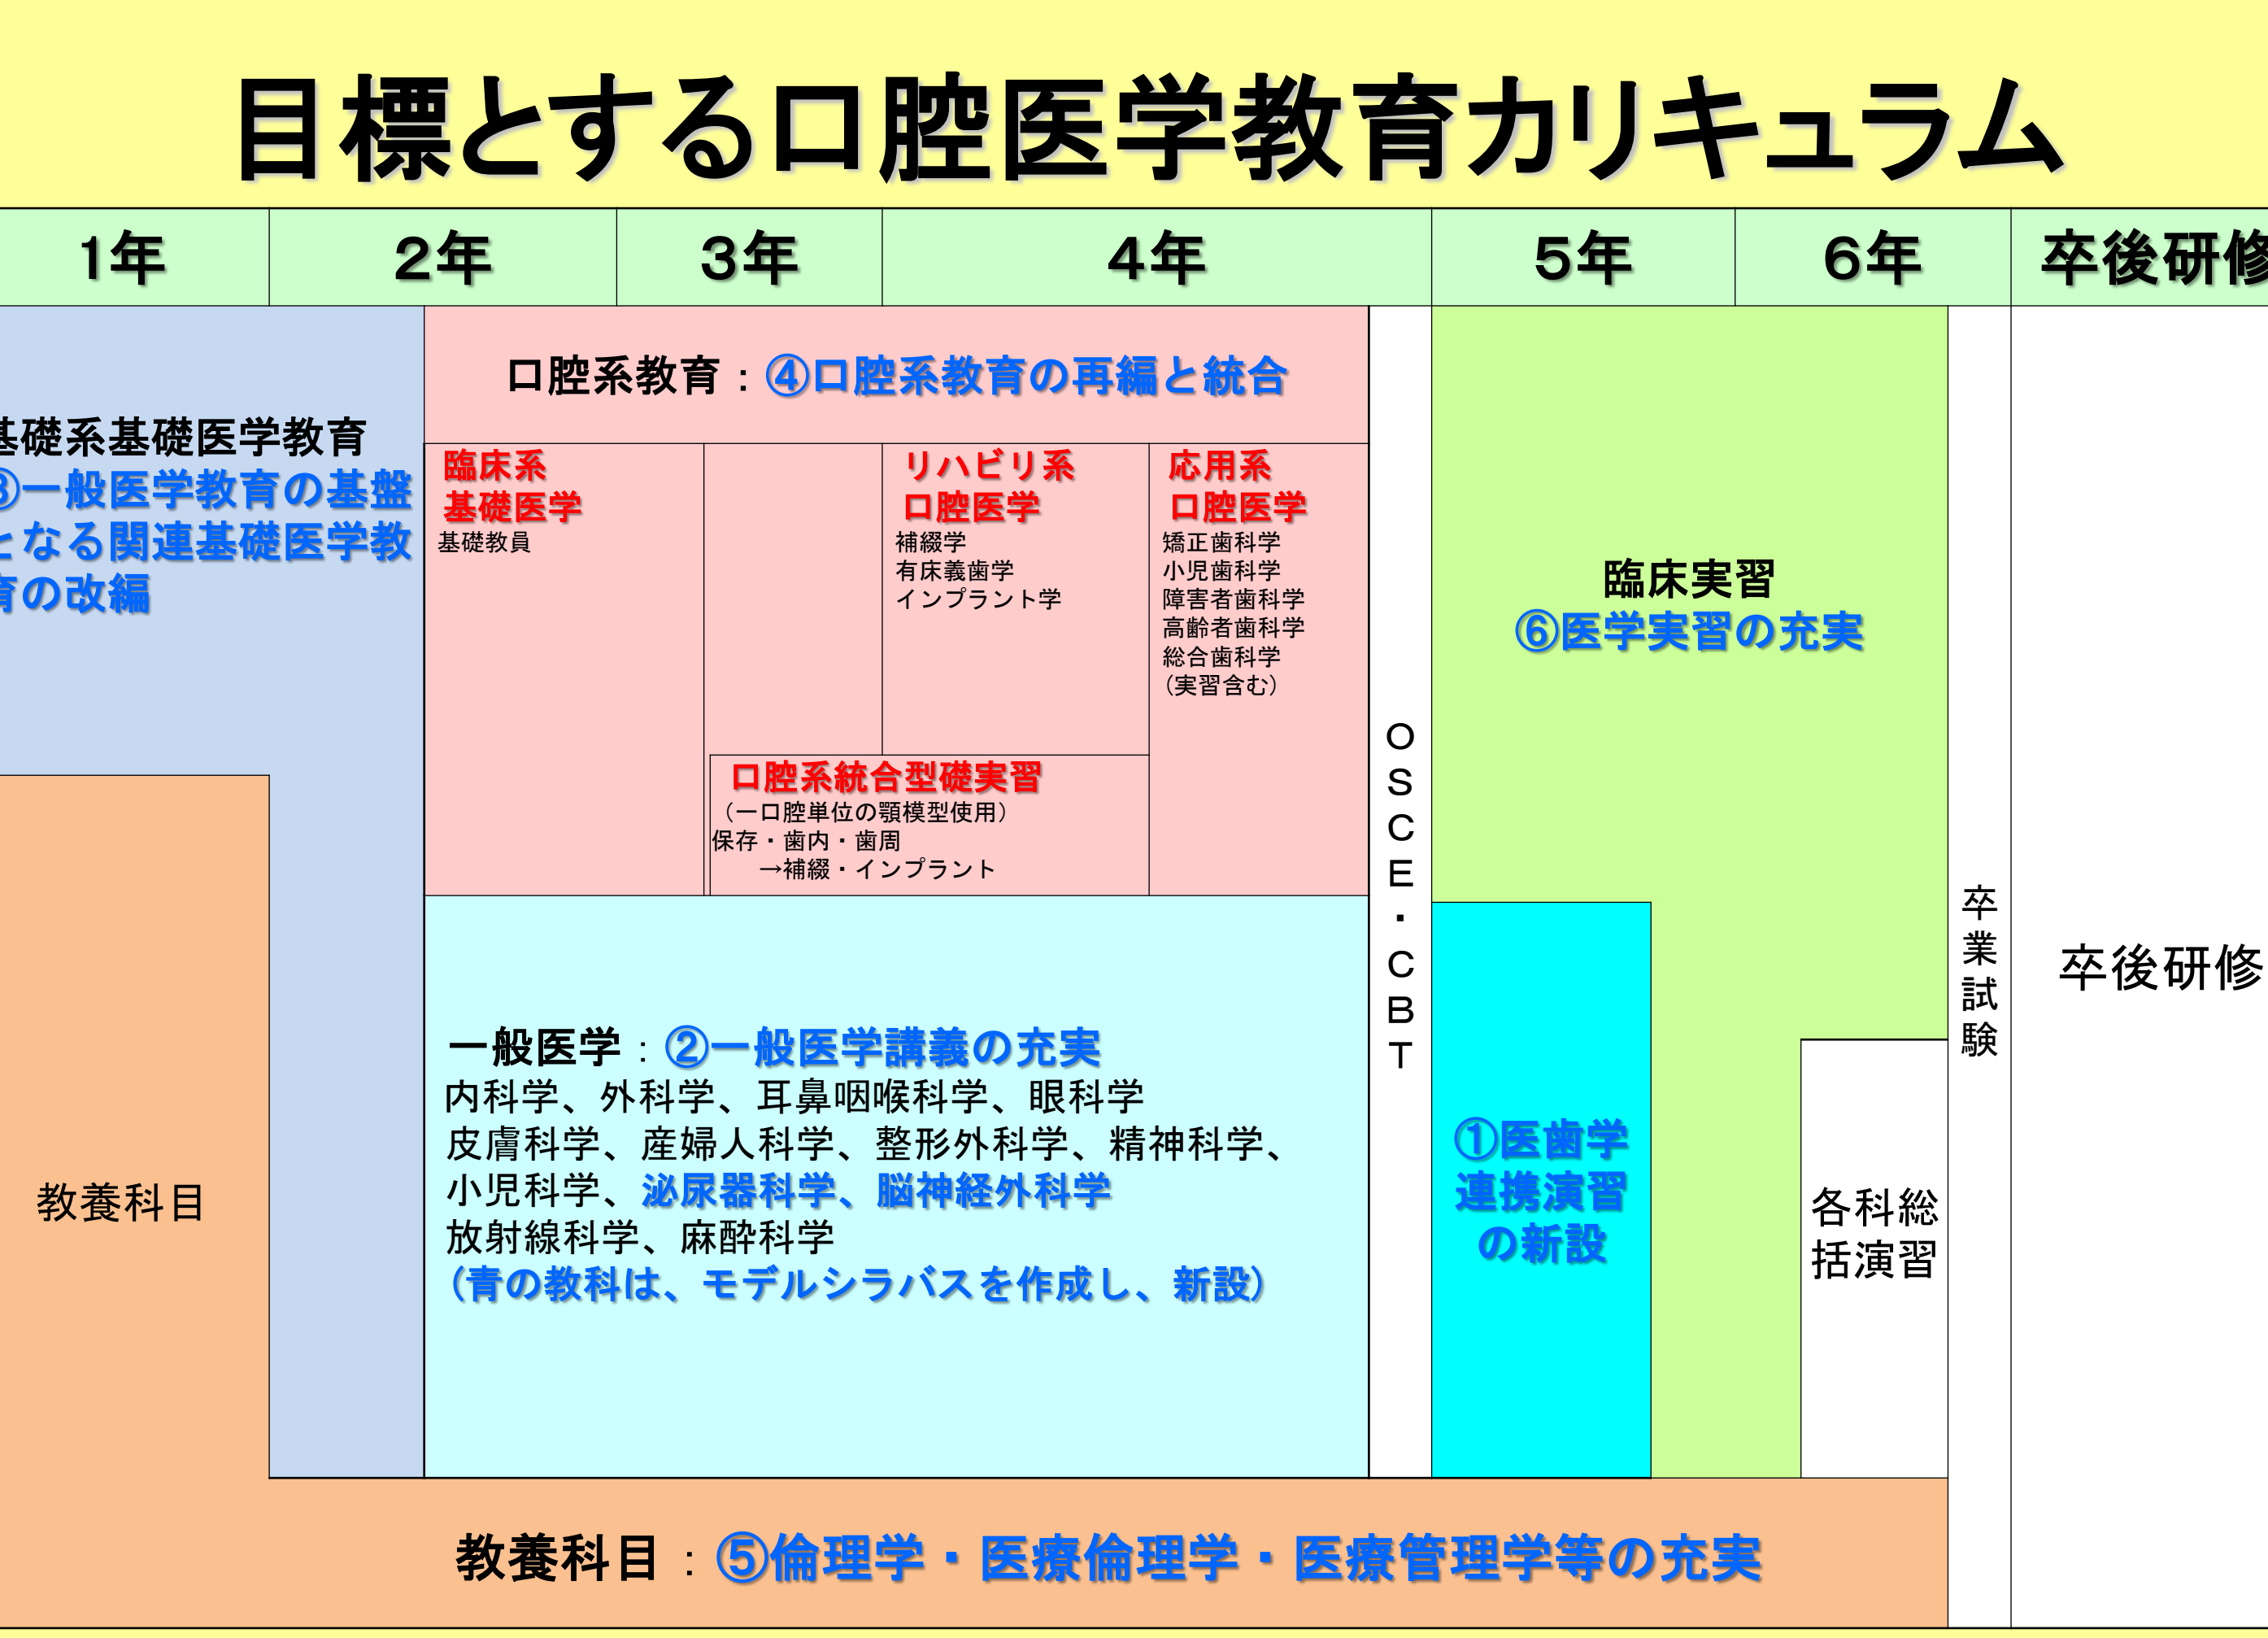 目標とする口腔医学教育カリキュラム
1年
2年
3年
4年
5年
6年
卒後研修
基礎系基礎医学教育
③一般医学教育の基盤
となる関連基礎医学教
育の改編
教養科目
口腔系教育：④口腔系教育の再編と統合
臨床系
基礎医学
基礎教員
リハビリ系
口腔医学
補綴学
有床義歯学
インプラント学
応用系
口腔医学
矯正歯科学
小児歯科学
障害者歯科学
高齢者歯科学
総合歯科学
（実習含む）
口腔系統合型礎実習
（一口腔単位の顎模型使用）
保存・歯内・歯周
→補綴・インプラント
一般医学：②一般医学講義の充実
内科学、外科学、耳鼻咽喉科学、眼科学
皮膚科学、産婦人科学、整形外科学、精神科学、
小児科学、泌尿器科学、脳神経外科学
放射線科学、麻酔科学
（青の教科は、モデルシラバスを作成し、新設）
OSCE・CBT
臨床実習
⑥医学実習の充実
①医歯学
連携演習
の新設
各科総
括演習
卒業試験
卒後研修
教養科目：⑤倫理学・医療倫理学・医療管理学等の充実